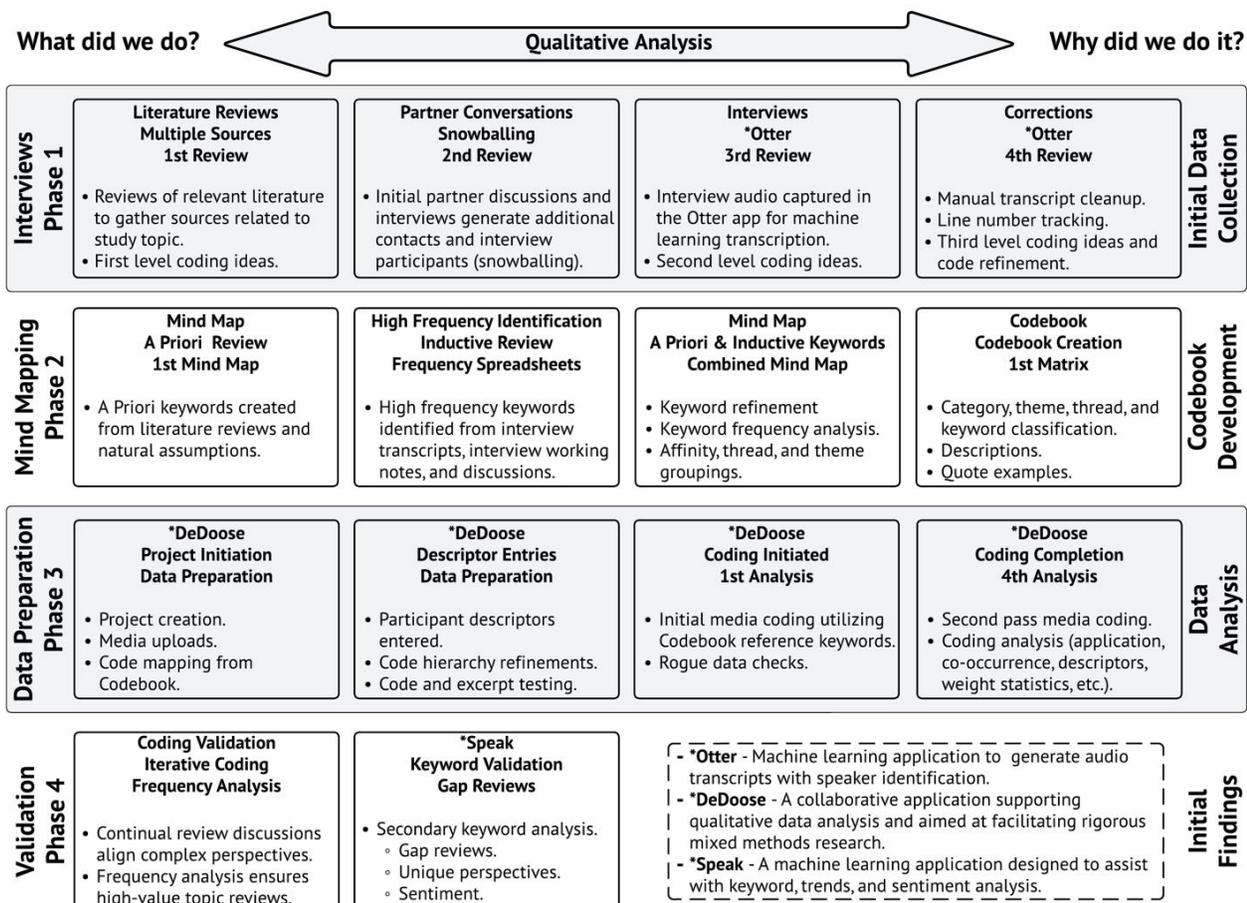 What did we do?
Qualitative Analysis
Why did we do it?
Interviews
Phase 1
Literature Reviews
Multiple Sources
1st Review
• Reviews of relevant literature
to gather sources related to
study topic.
• First level coding ideas.
Partner Conversations
Snowballing
2nd Review
• Initial partner discussions and
interviews generate additional
contacts and interview
participants (snowballing).
Interviews
*Otter
3rd Review
• Interview audio captured in
the Otter app for machine
learning transcription.
• Second level coding ideas.
Corrections
*Otter
4th Review
• Manual transcript cleanup.
• Line number tracking.
• Third level coding ideas and
code refinement.
Initial Data
Collection
Mind Mapping
Phase 2
Mind Map
A Priori Review
1st Mind Map
• A Priori keywords created
from literature reviews and
natural assumptions.
High Frequency Identification
Inductive Review
Frequency Spreadsheets
• High frequency keywords
identified from interview
transcripts, interview working
notes, and discussions.
Mind Map
A Priori & Inductive Keywords
Combined Mind Map
• Keyword refinement
• Keyword frequency analysis.
• Affinity, thread, and theme
groupings.
Codebook
Codebook Creation
1st Matrix
• Category, theme, thread, and
keyword classification.
• Descriptions.
• Quote examples.
Codebook
Development
Data Preparation
Phase 3
*DeDoose
Project Initiation
Data Preparation
• Project creation.
• Media uploads.
• Code mapping from
Codebook.
*DeDoose
Descriptor Entries
Data Preparation
• Participant descriptors
entered.
• Code hierarchy refinements.
• Code and excerpt testing.
*DeDoose
Coding Initiated
1st Analysis
• Initial media coding utilizing
Codebook reference keywords.
• Rogue data checks.
*DeDoose
Coding Completion
4th Analysis
• Second pass media coding.
• Coding analysis (application,
co-occurrence, descriptors,
weight statistics, etc.).
Data
Analysis
Validation
Phase 4
Coding Validation
Iterative Coding
Frequency Analysis
• Continual review discussions
align complex perspectives.
• Frequency analysis ensures
high-value topic reviews.
*Speak
Keyword Validation
Gap Reviews
• Secondary keyword analysis.
◦ Gap reviews.
◦ Unique perspectives.
◦ Sentiment.
- *Otter - Machine learning application to generate audio
transcripts with speaker identification.
- *DeDoose - A collaborative application supporting
qualitative data analysis and aimed at facilitating rigorous
mixed methods research.
- *Speak - A machine learning application designed to assist
with keyword, trends, and sentiment analysis.
Initial
Findings